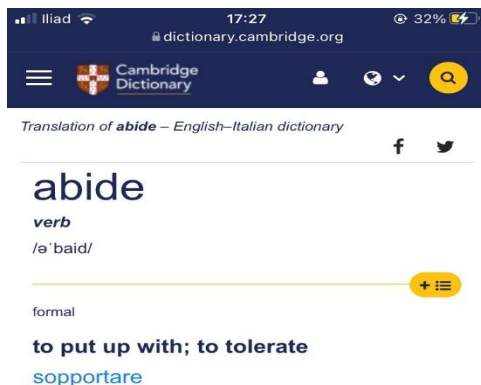 Iliad 17:27 32%
dictionary.cambridge.org
Cambridge
Dictionary
Translation of abide – English–Italian dictionary
abide
verb
/əˈbaid/
formal
to put up with; to tolerate
sopportare